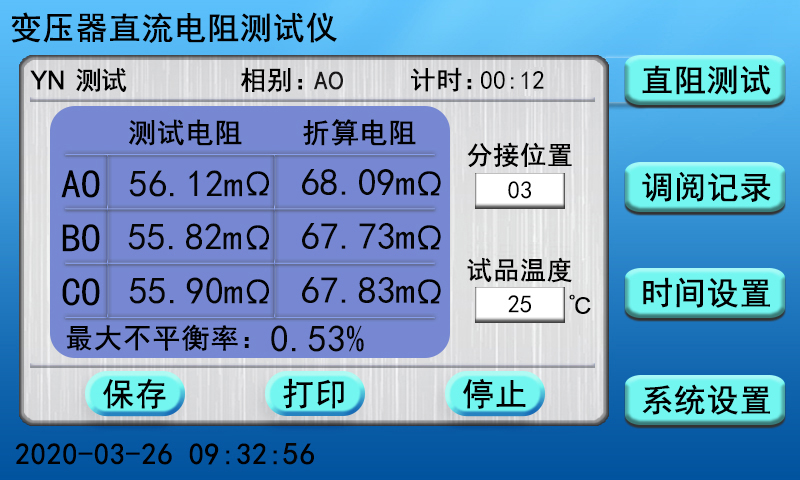 变压器直流电阻测试仪
YN 测试 相别：AO 计时：00:12
直阻测试
测试电阻 折算电阻
AO 56.12mΩ 68.09mΩ
BO 55.82mΩ 67.73mΩ
CO 55.90mΩ 67.83mΩ
最大不平衡率：0.53%
分接位置
03
试品温度
25 ℃
调阅记录
时间设置
系统设置
保存 打印 停止
2020-03-26 09:32:56